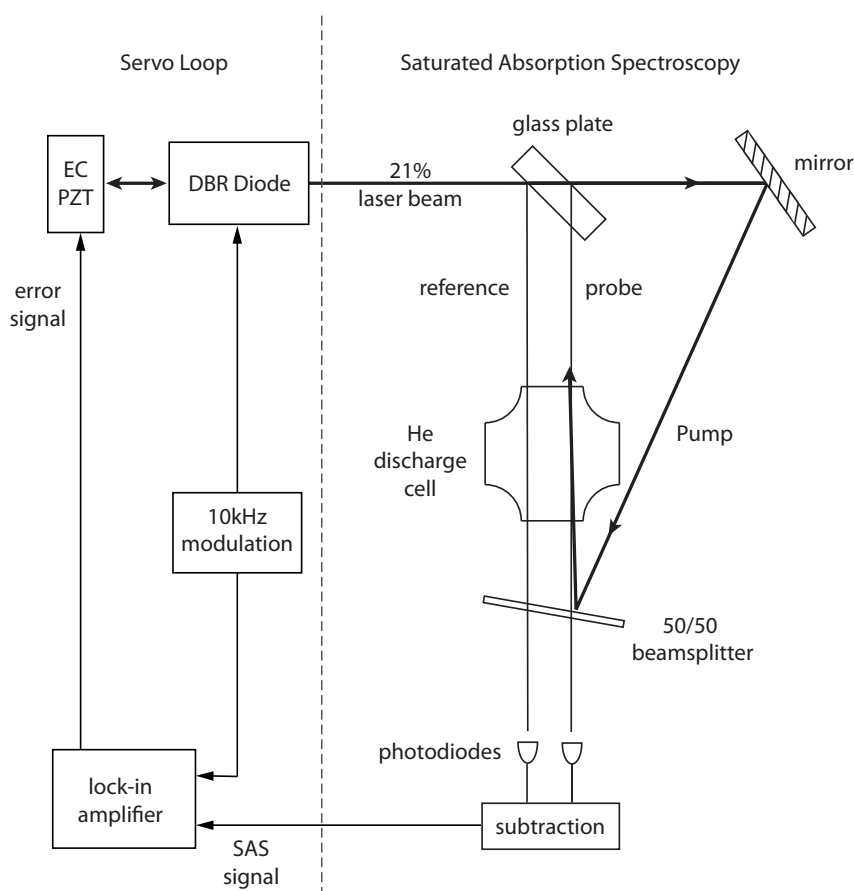 Servo Loop
Saturated Absorption Spectroscopy
glass plate
mirror
EC
PZT
DBR Diode
21%
laser beam
error
signal
reference
probe
He
discharge
cell
Pump
10kHz
modulation
50/50
beamsplitter
photodiodes
lock-in
amplifier
subtraction
SAS
signal